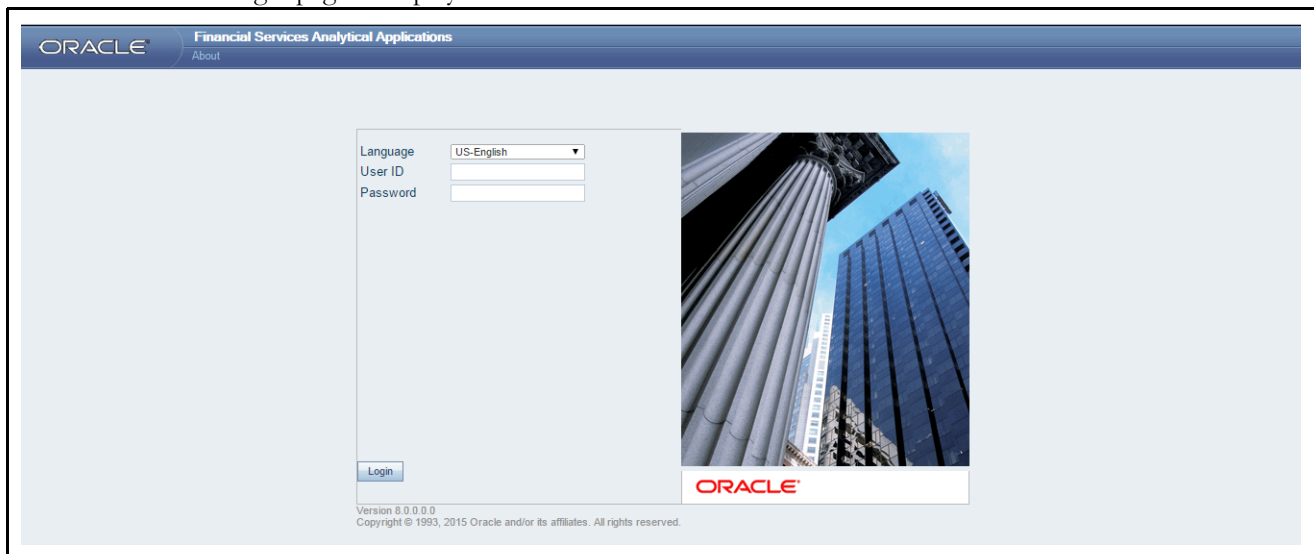 ORACLE
Financial Services Analytical Applications
About
Language US-English
User ID
Password
Login
ORACLE
Version 8.0.0.0.0
Copyright © 1993, 2015 Oracle and/or its affiliates. All rights reserved.